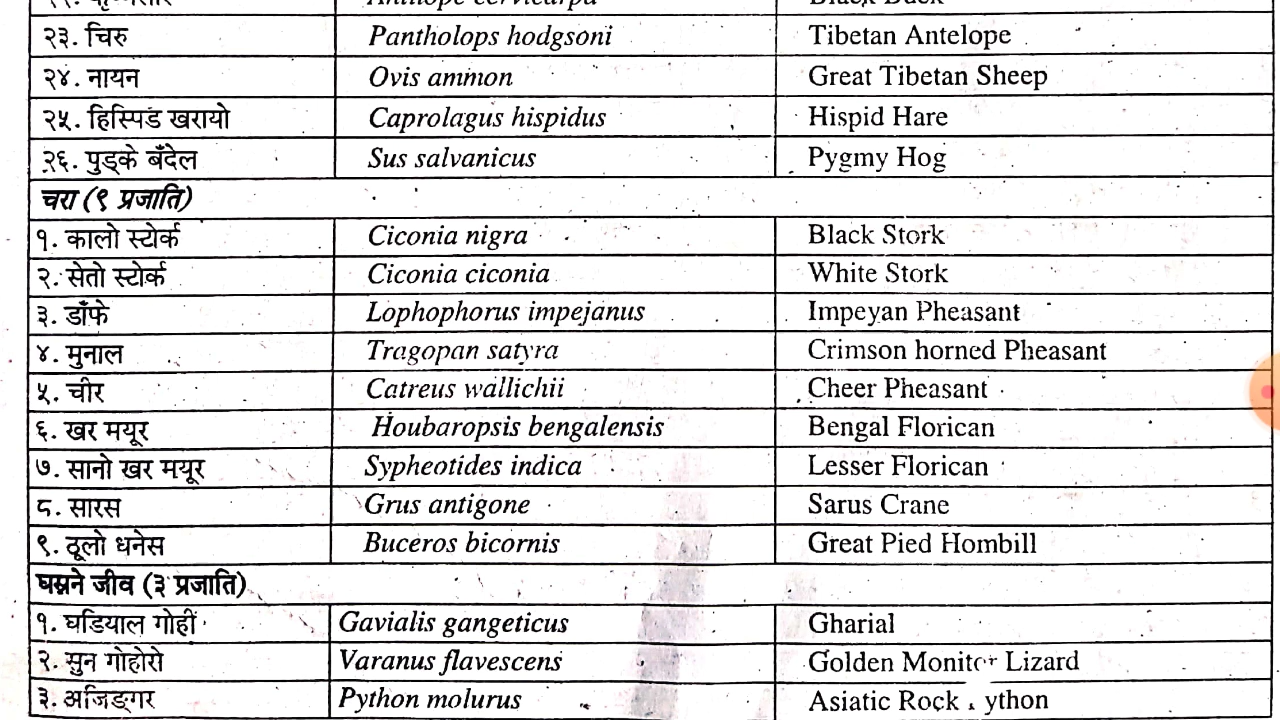 २३. चिरु Pantholops hodgsoni Tibetan Antelope
२४. नायन Ovis ammon Great Tibetan Sheep
२५. हिस्पिड खरायो Caprolagus hispidus Hispid Hare
२६. पुड्के बँदेल Sus salvanicus Pygmy Hog
चरा (९ प्रजाति)
१. कालो स्टोर्क Ciconia nigra Black Stork
२. सेतो स्टोर्क Ciconia ciconia White Stork
३. डाँफे Lophophorus impejanus Impeyan Pheasant
४. मुनाल Tragopan satyra Crimson horned Pheasant
५. चीर Catreus wallichii Cheer Pheasant
६. खर मयूर Houbaropsis bengalensis Bengal Florican
७. सानो खर मयूर Sypheotides indica Lesser Florican
८. सारस Grus antigone Sarus Crane
९. ठूलो धनेस Buceros bicornis Great Pied Hombill
घस्रने जीव (३ प्रजाति)
१. घडियाल गोहीं Gavialis gangeticus Gharial
२. सुन गोहोरो Varanus flavescens Golden Monitor Lizard
३. अजिङ्गर Python molurus Asiatic Rock ython